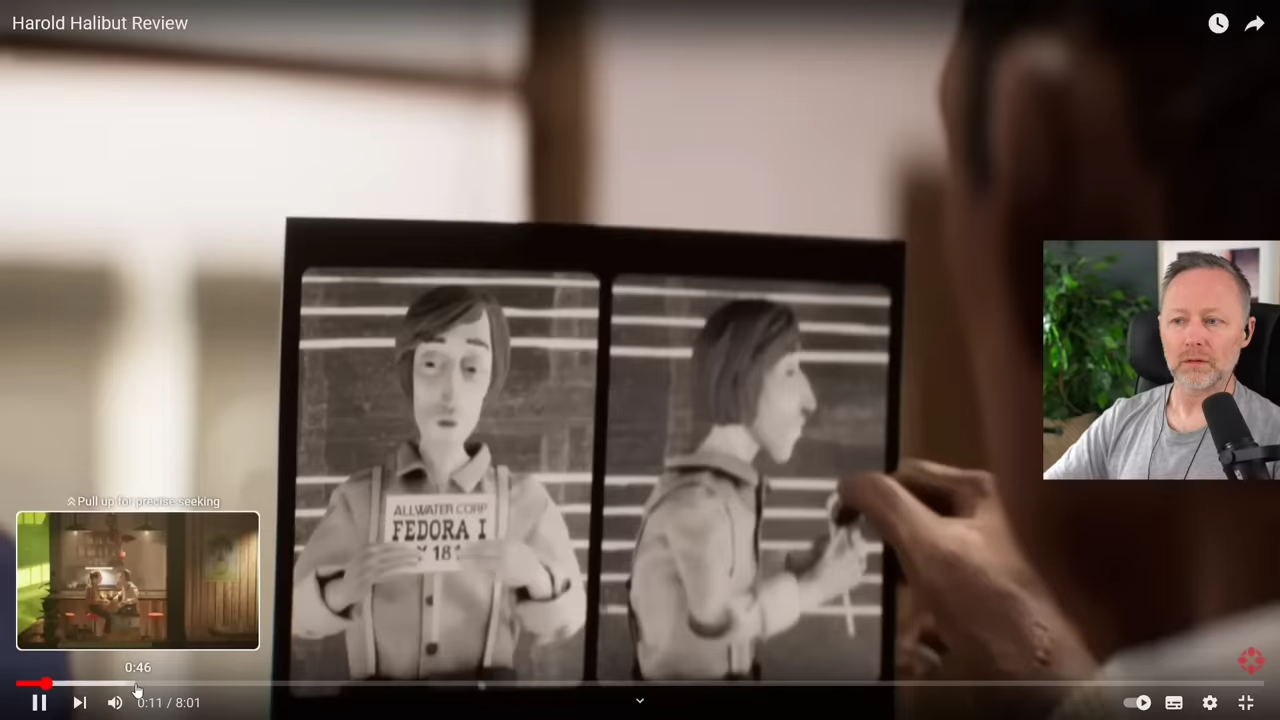 Harold Halibut Review
ALLWATER CORP
FEDORA I
Pull up for precise seeking
0:46
0:11 / 8:01